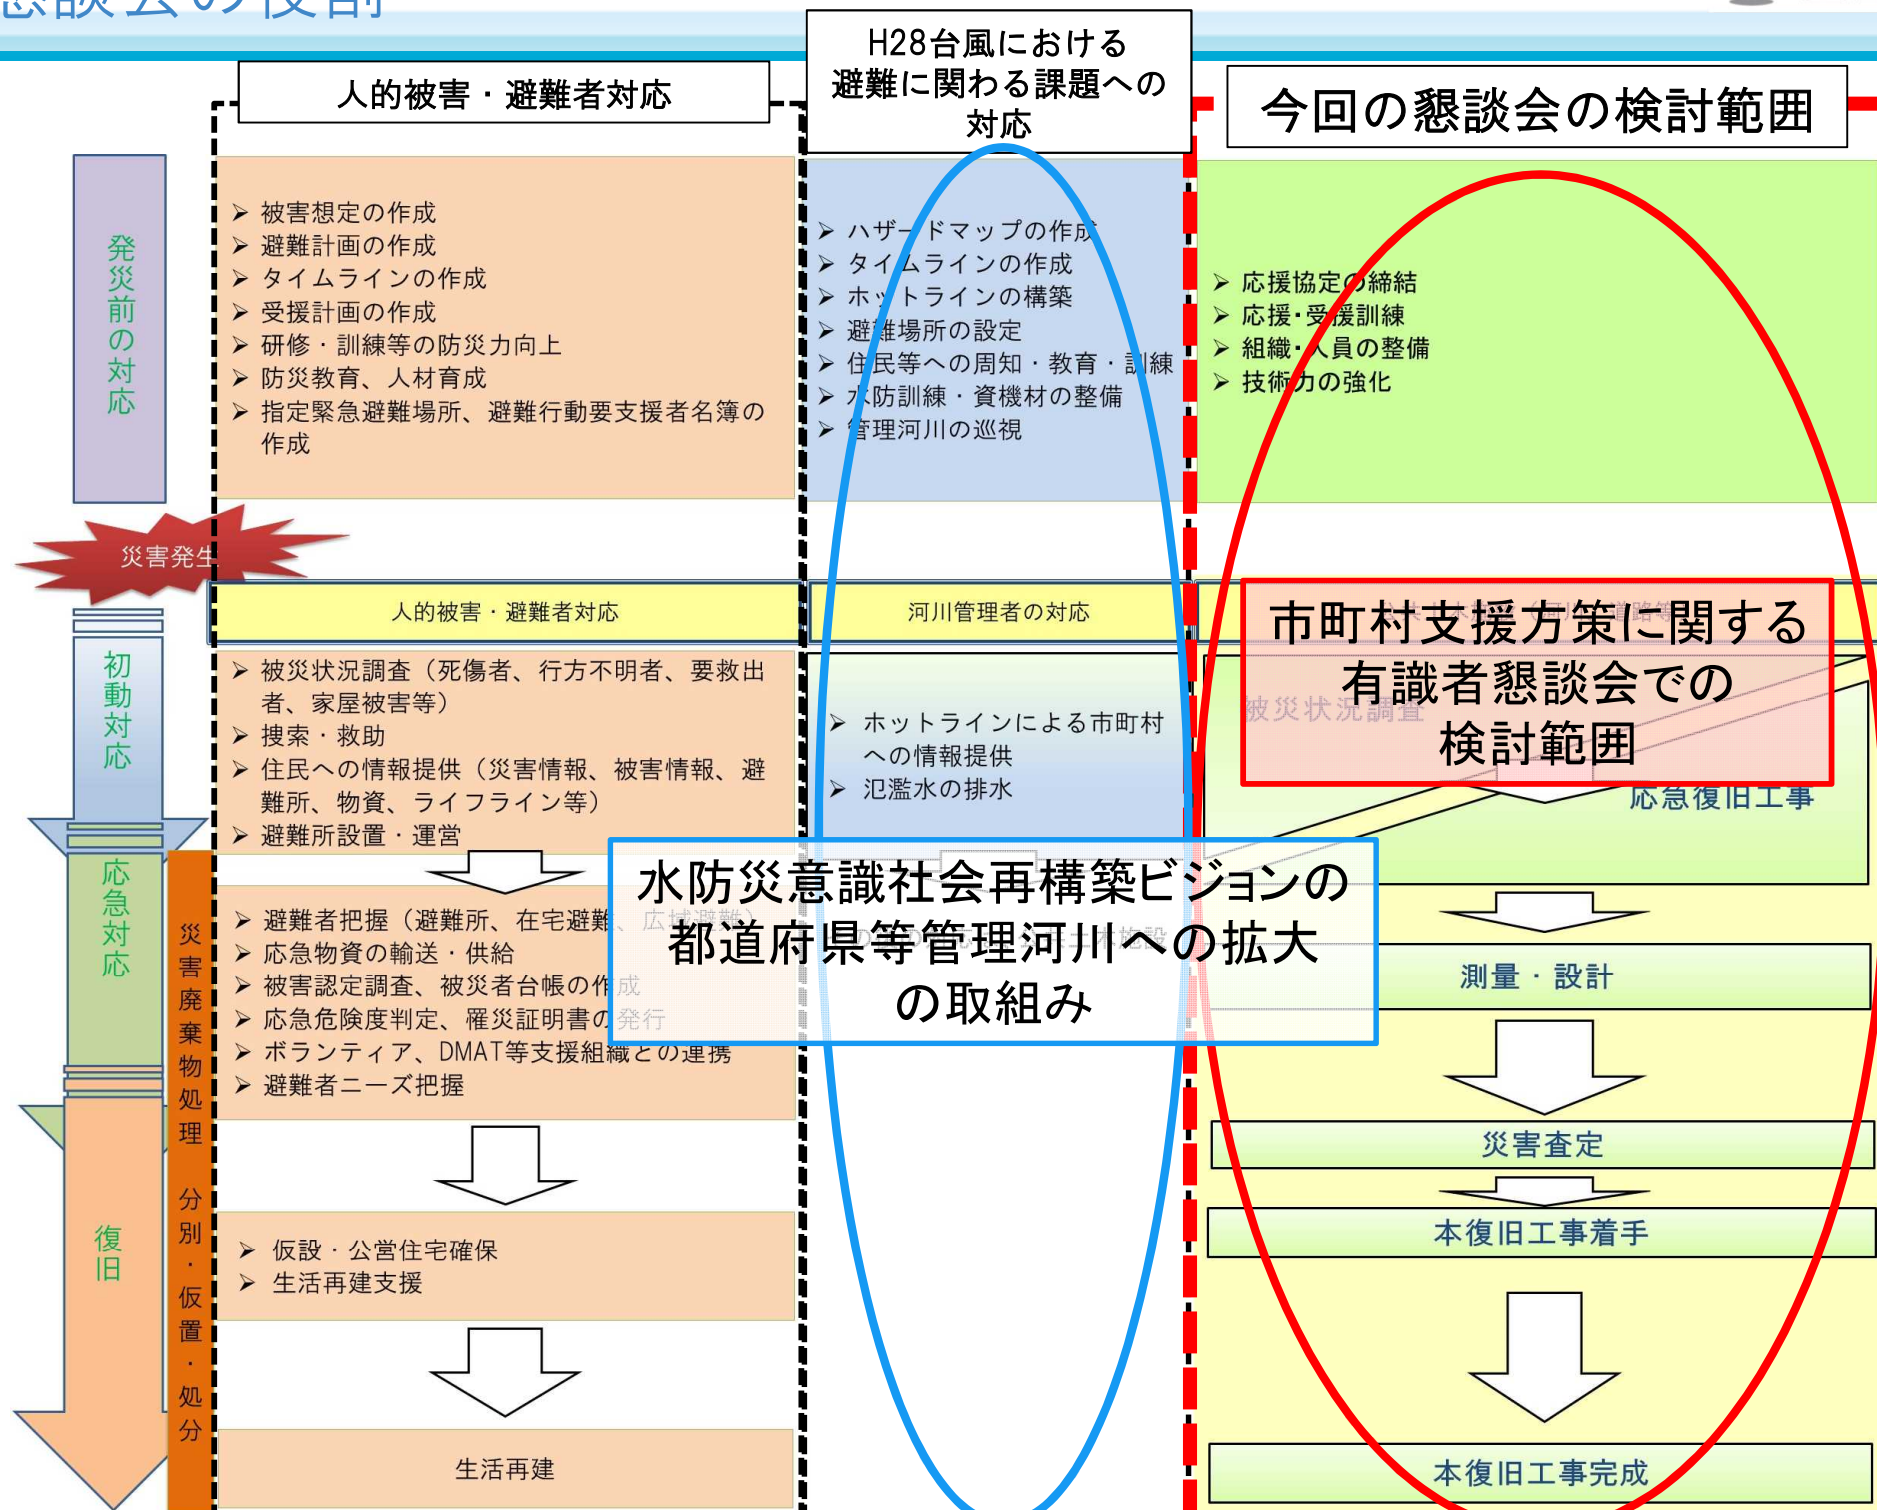 懇談会の役割
人的被害・避難者対応
H28台風における
避難に関わる課題への
対応
今回の懇談会の検討範囲
発災前の対応
➢ 被害想定の作成
➢ 避難計画の作成
➢ タイムラインの作成
➢ 受援計画の作成
➢ 研修・訓練等の防災力向上
➢ 防災教育、人材育成
➢ 指定緊急避難場所、避難行動要支援者名簿の
作成
➢ ハザードマップの作成
➢ タイムラインの作成
➢ ホットラインの構築
➢ 避難場所の設定
➢ 住民等への周知・教育・訓練
➢ 水防訓練・資機材の整備
➢ 管理河川の巡視
➢ 応援協定の締結
➢ 応援・受援訓練
➢ 組織・人員の整備
➢ 技術力の強化
災害発生
人的被害・避難者対応
河川管理者の対応
市町村支援方策に関する
有識者懇談会での
検討範囲
初動対応
➢ 被災状況調査（死傷者、行方不明者、要救出
者、家屋被害等）
➢ 捜索・救助
➢ 住民への情報提供（災害情報、被害情報、避
難所、物資、ライフライン等）
➢ 避難所設置・運営
➢ ホットラインによる市町村
への情報提供
➢ 氾濫水の排水
被災状況調査
応急復旧工事
応急対応
災害廃棄物処理 分別・仮置・処分
➢ 避難者把握（避難所、在宅避難、広域避難）
➢ 応急物資の輸送・供給
➢ 被害認定調査、被災者台帳の作成
➢ 応急危険度判定、罹災証明書の発行
➢ ボランティア、DMAT等支援組織との連携
➢ 避難者ニーズ把握
水防災意識社会再構築ビジョンの
都道府県等管理河川への拡大
の取組み
測量・設計
災害査定
本復旧工事着手
復旧
➢ 仮設・公営住宅確保
➢ 生活再建支援
生活再建
本復旧工事完成